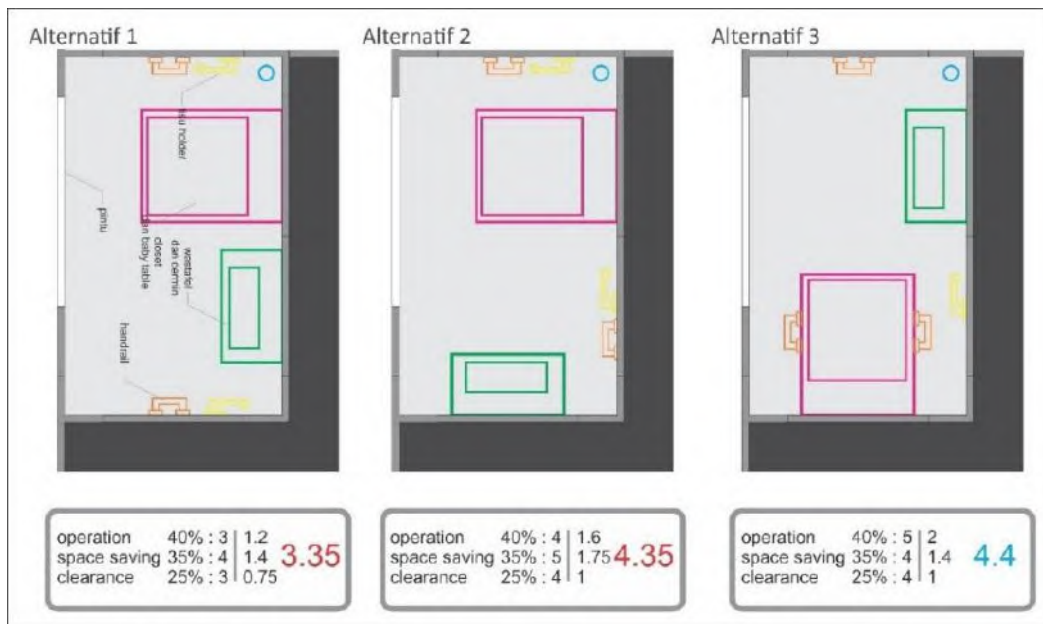 Alternatif 1
Alternatif 2
Alternatif 3
tisu holder
pintu
closet
dan baby table
wastafel
dan cermin
handrail
operation 40% : 3 | 1.2
space saving 35% : 4 | 1.4
clearance 25% : 3 | 0.75
3.35
operation 40% : 4 | 1.6
space saving 35% : 5 | 1.75
clearance 25% : 4 | 1
4.35
operation 40% : 5 | 2
space saving 35% : 4 | 1.4
clearance 25% : 4 | 1
4.4